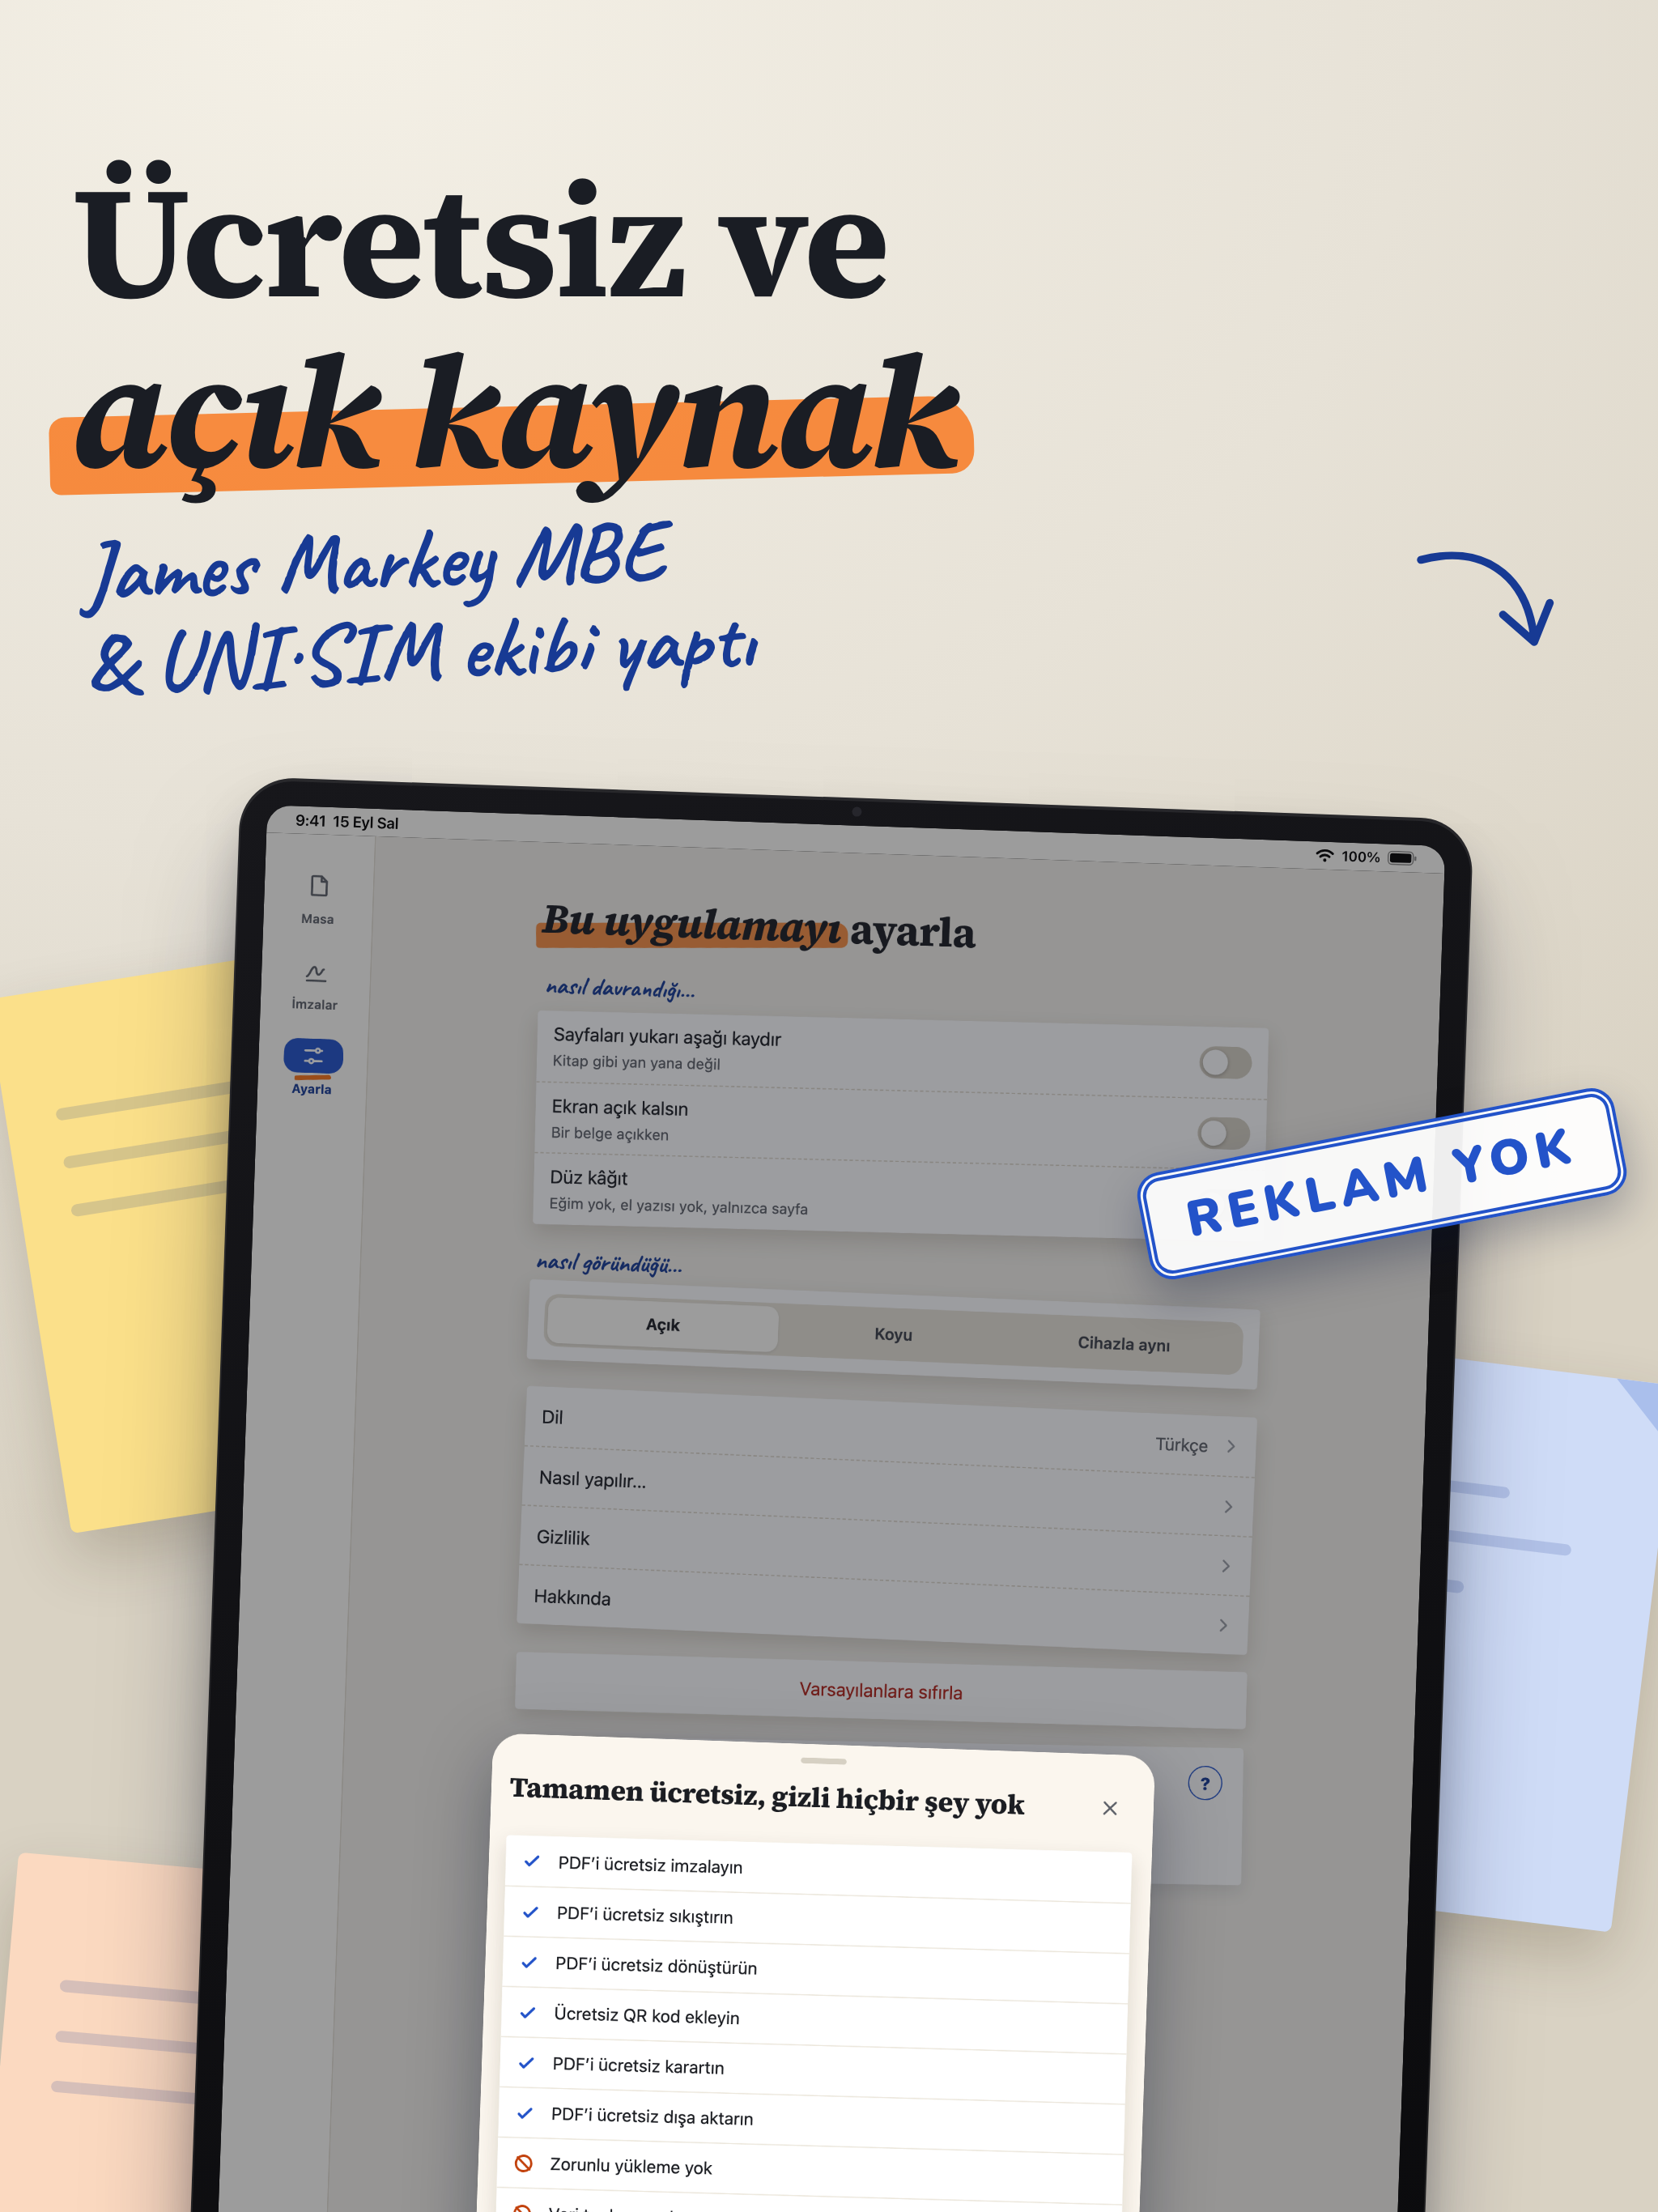 Ücretsiz ve
açık kaynak
James Markey MBE
& UNI·SIM ekibi yaptı
9:41 15 Eyl Sal
100%
Masa
İmzalar
Ayarla
Bu uygulamayı ayarla
nasıl davrandığı...
Sayfaları yukarı aşağı kaydır
Kitap gibi yan yana değil
Ekran açık kalsın
Bir belge açıkken
Düz kâğıt
Eğim yok, el yazısı yok, yalnızca sayfa
REKLAM YOK
nasıl göründüğü...
Açık
Koyu
Cihazla aynı
Dil
Türkçe
Nasıl yapılır...
Gizlilik
Hakkında
Varsayılanlara sıfırla
?
Tamamen ücretsiz, gizli hiçbir şey yok
PDF’i ücretsiz imzalayın
PDF’i ücretsiz sıkıştırın
PDF’i ücretsiz dönüştürün
Ücretsiz QR kod ekleyin
PDF’i ücretsiz karartın
PDF’i ücretsiz dışa aktarın
Zorunlu yükleme yok